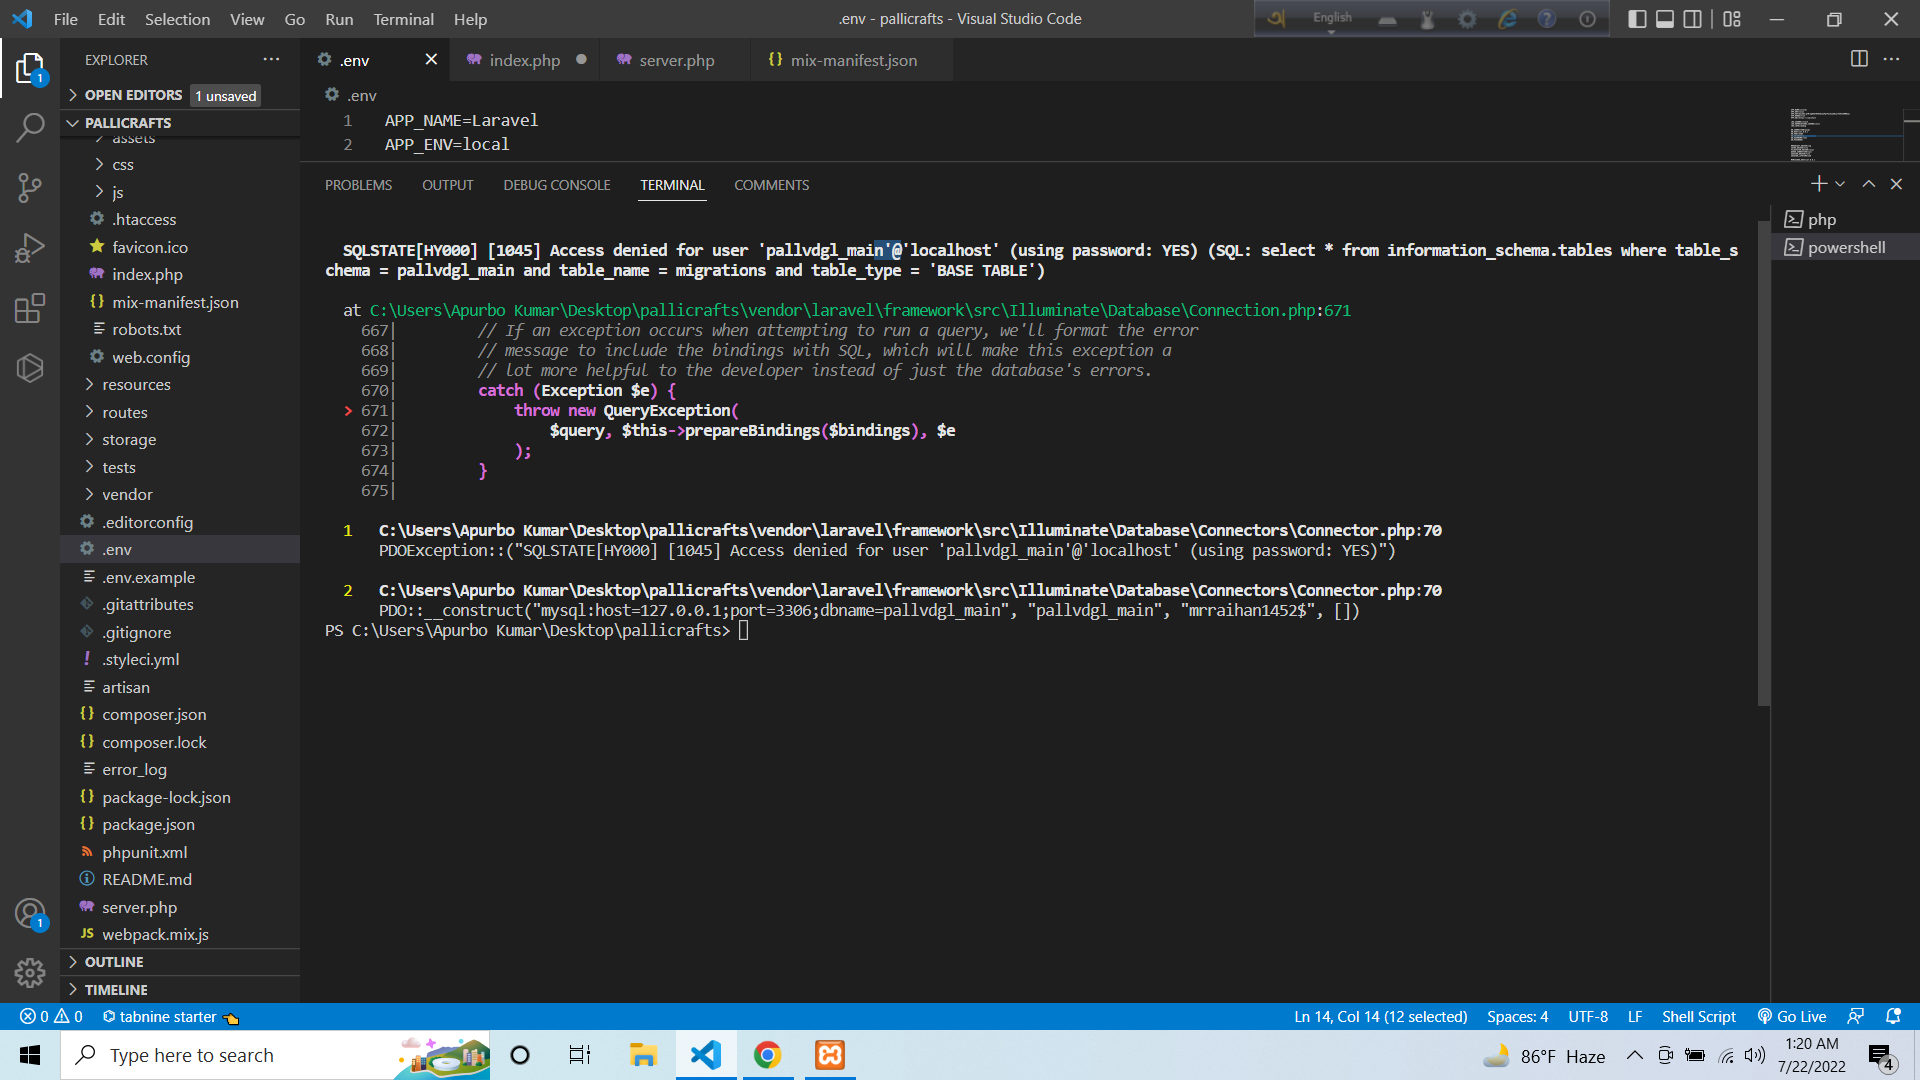 File Edit Selection View Go Run Terminal Help
.env - pallicrafts - Visual Studio Code
English
EXPLORER
OPEN EDITORS 1 unsaved
PALLICRAFTS
assets
css
js
.htaccess
favicon.ico
index.php
mix-manifest.json
robots.txt
web.config
resources
routes
storage
tests
vendor
.editorconfig
.env
.env.example
.gitattributes
.gitignore
.styleci.yml
artisan
composer.json
composer.lock
error_log
package-lock.json
package.json
phpunit.xml
README.md
server.php
webpack.mix.js
OUTLINE
TIMELINE
.env index.php server.php mix-manifest.json
.env
1 APP_NAME=Laravel
2 APP_ENV=local
PROBLEMS OUTPUT DEBUG CONSOLE TERMINAL COMMENTS
php
powershell
SQLSTATE[HY000] [1045] Access denied for user 'pallvdgl_main'@'localhost' (using password: YES) (SQL: select * from information_schema.tables where table_s
chema = pallvdgl_main and table_name = migrations and table_type = 'BASE TABLE')
at C:\Users\Apurbo Kumar\Desktop\pallicrafts\vendor\laravel\framework\src\Illuminate\Database\Connection.php:671
667| // If an exception occurs when attempting to run a query, we'll format the error
668| // message to include the bindings with SQL, which will make this exception a
669| // lot more helpful to the developer instead of just the database's errors.
670| catch (Exception $e) {
> 671| throw new QueryException(
672| $query, $this->prepareBindings($bindings), $e
673| );
674| }
675|
1 C:\Users\Apurbo Kumar\Desktop\pallicrafts\vendor\laravel\framework\src\Illuminate\Database\Connectors\Connector.php:70
PDOException::("SQLSTATE[HY000] [1045] Access denied for user 'pallvdgl_main'@'localhost' (using password: YES)")
2 C:\Users\Apurbo Kumar\Desktop\pallicrafts\vendor\laravel\framework\src\Illuminate\Database\Connectors\Connector.php:70
PDO::__construct("mysql:host=127.0.0.1;port=3306;dbname=pallvdgl_main", "pallvdgl_main", "mrraihan1452$", [])
PS C:\Users\Apurbo Kumar\Desktop\pallicrafts>
0 0 tabnine starter
Ln 14, Col 14 (12 selected) Spaces: 4 UTF-8 LF Shell Script Go Live
Type here to search
86°F Haze
1:20 AM
7/22/2022
4